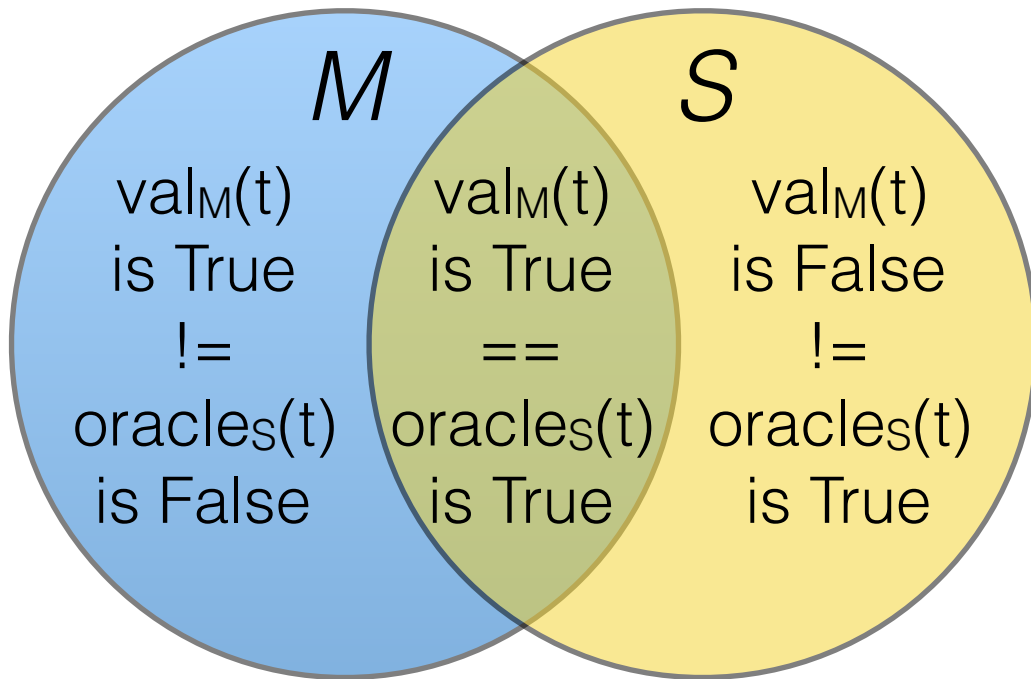 M
S
valM(t)
is True
!=
oracleS(t)
is False
valM(t)
is True
==
oracleS(t)
is True
valM(t)
is False
!=
oracleS(t)
is True